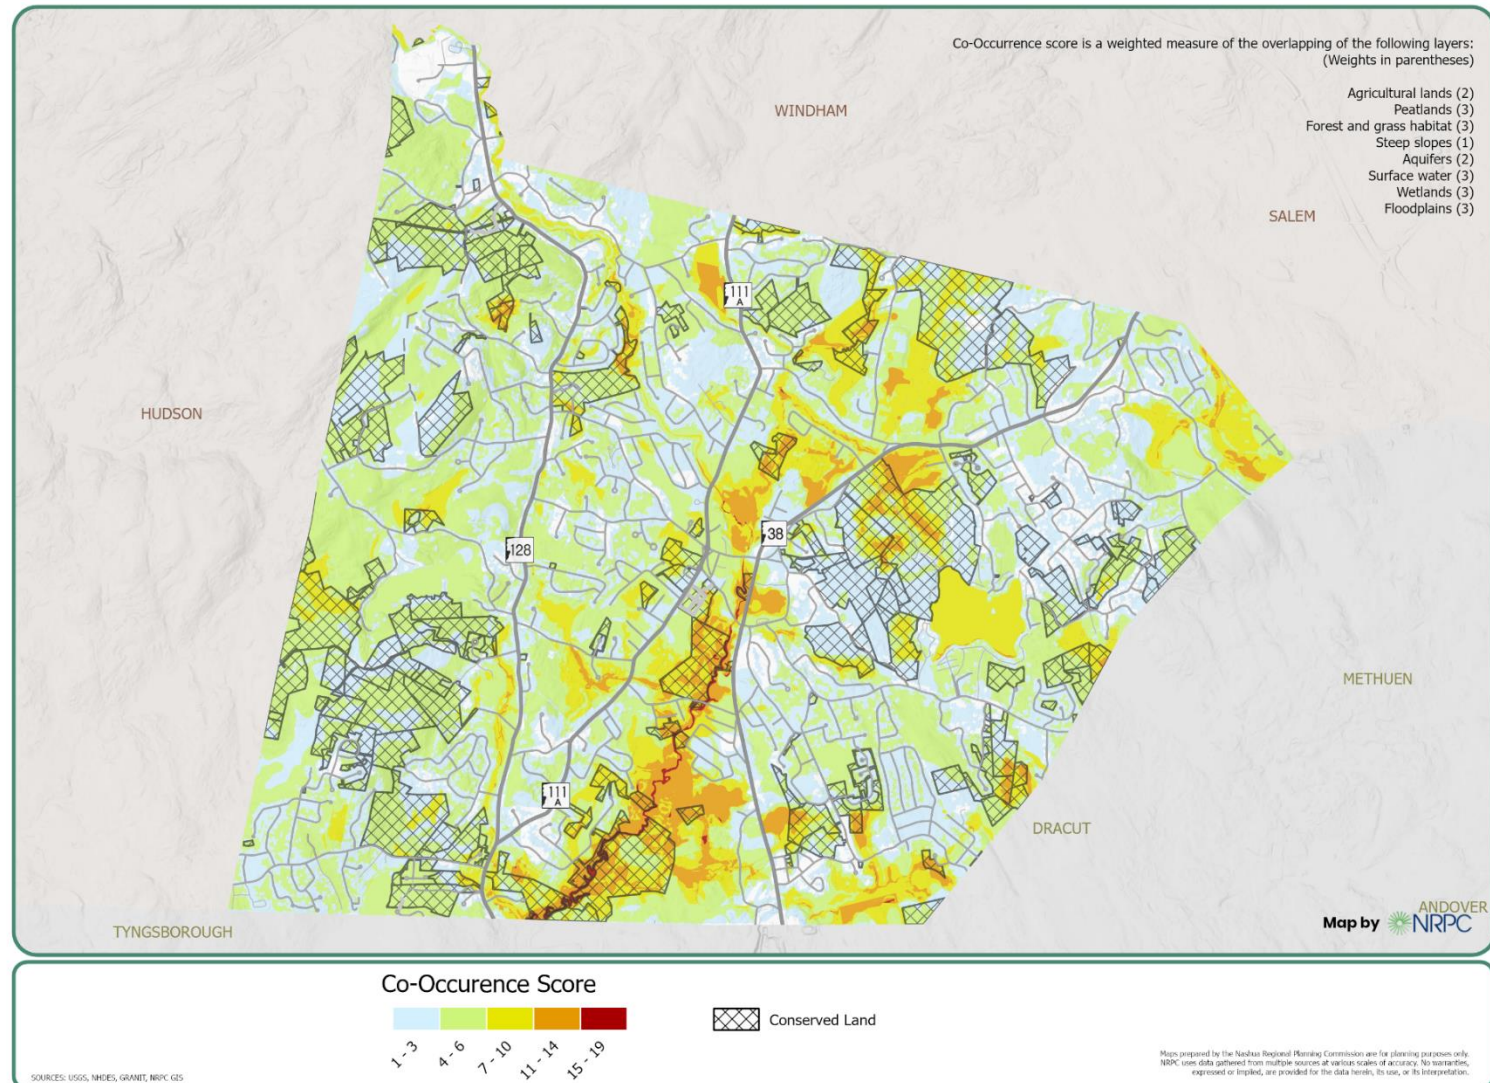 Co-Occurrence score is a weighted measure of the overlapping of the following layers:
(Weights in parentheses)
Agricultural lands (2)
Peatlands (3)
Forest and grass habitat (3)
Steep slopes (1)
Aquifers (2)
Surface water (3)
Wetlands (3)
Floodplains (3)
WINDHAM
SALEM
111
A
HUDSON
38
128
METHUEN
111
A
DRACUT
ANDOVER
Map by NRPC
TYNGSBOROUGH
Co-Occurence Score
1 - 3
4 - 6
7 - 10
11 - 14
15 - 19
Conserved Land
SOURCES: USGS, NHDES, GRANIT, NRPC GIS
Maps prepared by the Nashua Regional Planning Commission are for planning purposes only.
NRPC uses data gathered from multiple sources at various scales of accuracy. No warranties,
expressed or implied, are provided for the data herein, its use, or its interpretation.